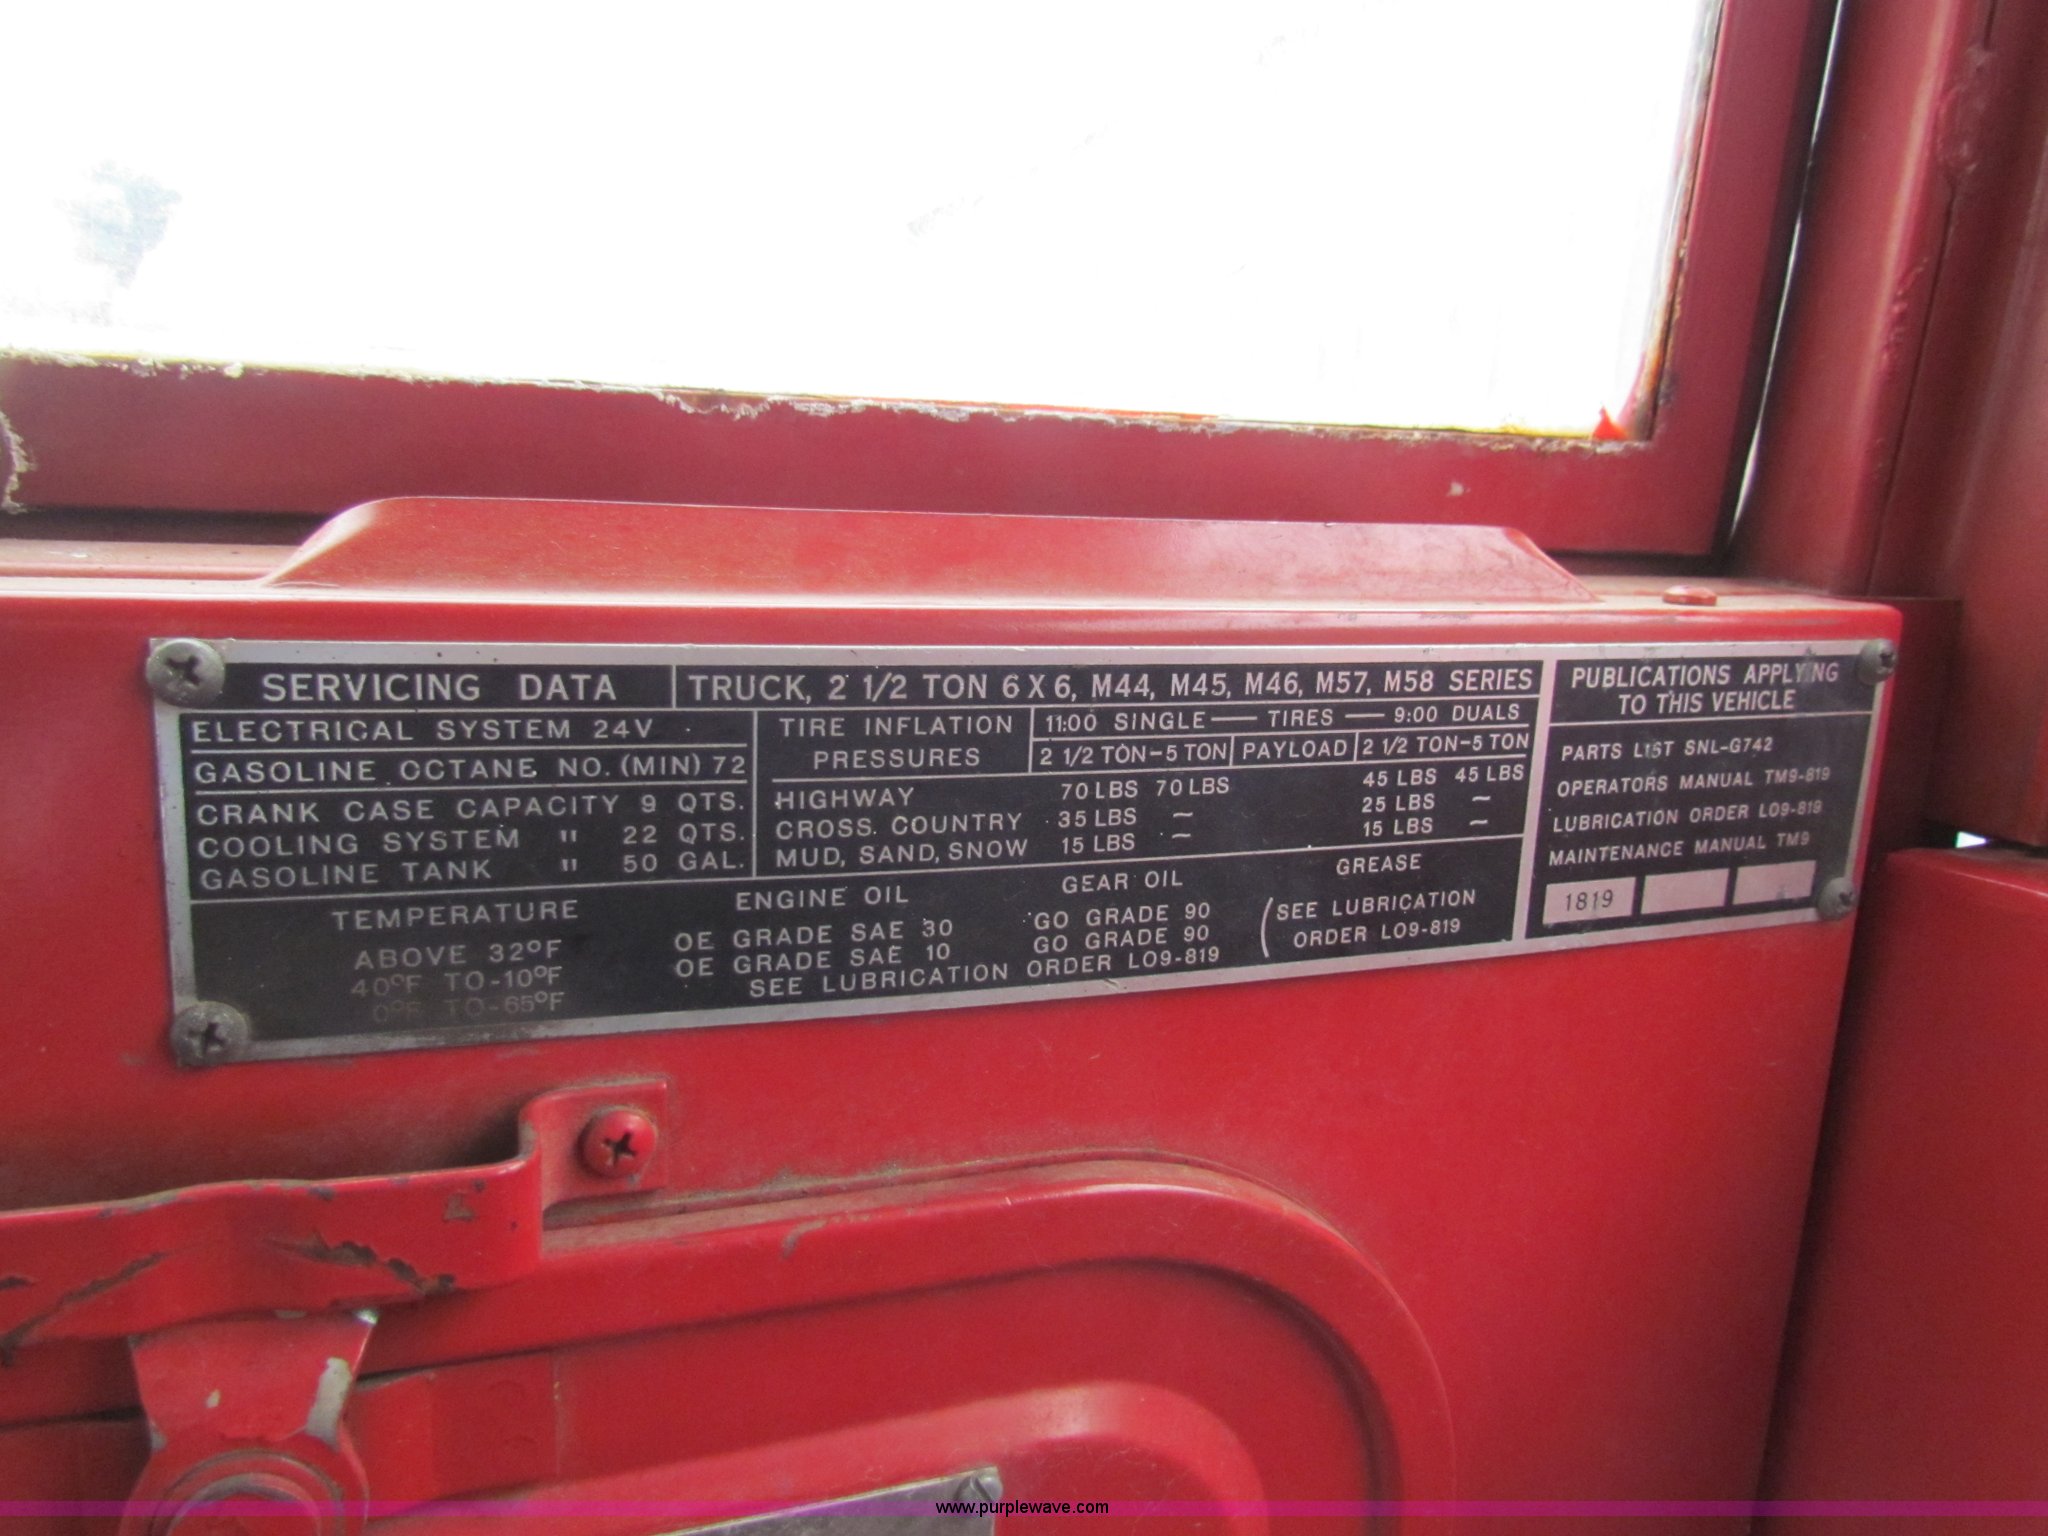 SERVICING DATA
TRUCK, 2 1/2 TON 6 X 6, M44, M45, M46, M57, M58 SERIES
ELECTRICAL SYSTEM 24V
GASOLINE OCTANE NO. (MIN) 72
CRANK CASE CAPACITY 9 QTS.
COOLING SYSTEM " 22 QTS.
GASOLINE TANK " 50 GAL.
TIRE INFLATION
PRESSURES
11:00 SINGLE — TIRES — 9:00 DUALS
2 1/2 TON-5 TON PAYLOAD 2 1/2 TON-5 TON
HIGHWAY 70 LBS 70 LBS 45 LBS 45 LBS
CROSS COUNTRY 35 LBS — 25 LBS —
MUD, SAND, SNOW 15 LBS — 15 LBS —
TEMPERATURE ENGINE OIL GEAR OIL GREASE
ABOVE 32°F OE GRADE SAE 30 GO GRADE 90 (SEE LUBRICATION
40°F TO-10°F OE GRADE SAE 10 GO GRADE 90 ORDER LO9-819
0°F TO-65°F SEE LUBRICATION ORDER LO9-819
PUBLICATIONS APPLYING
TO THIS VEHICLE
PARTS LIST SNL-G742
OPERATORS MANUAL TM9-819
LUBRICATION ORDER LO9-819
MAINTENANCE MANUAL TM9
1819
www.purplewave.com